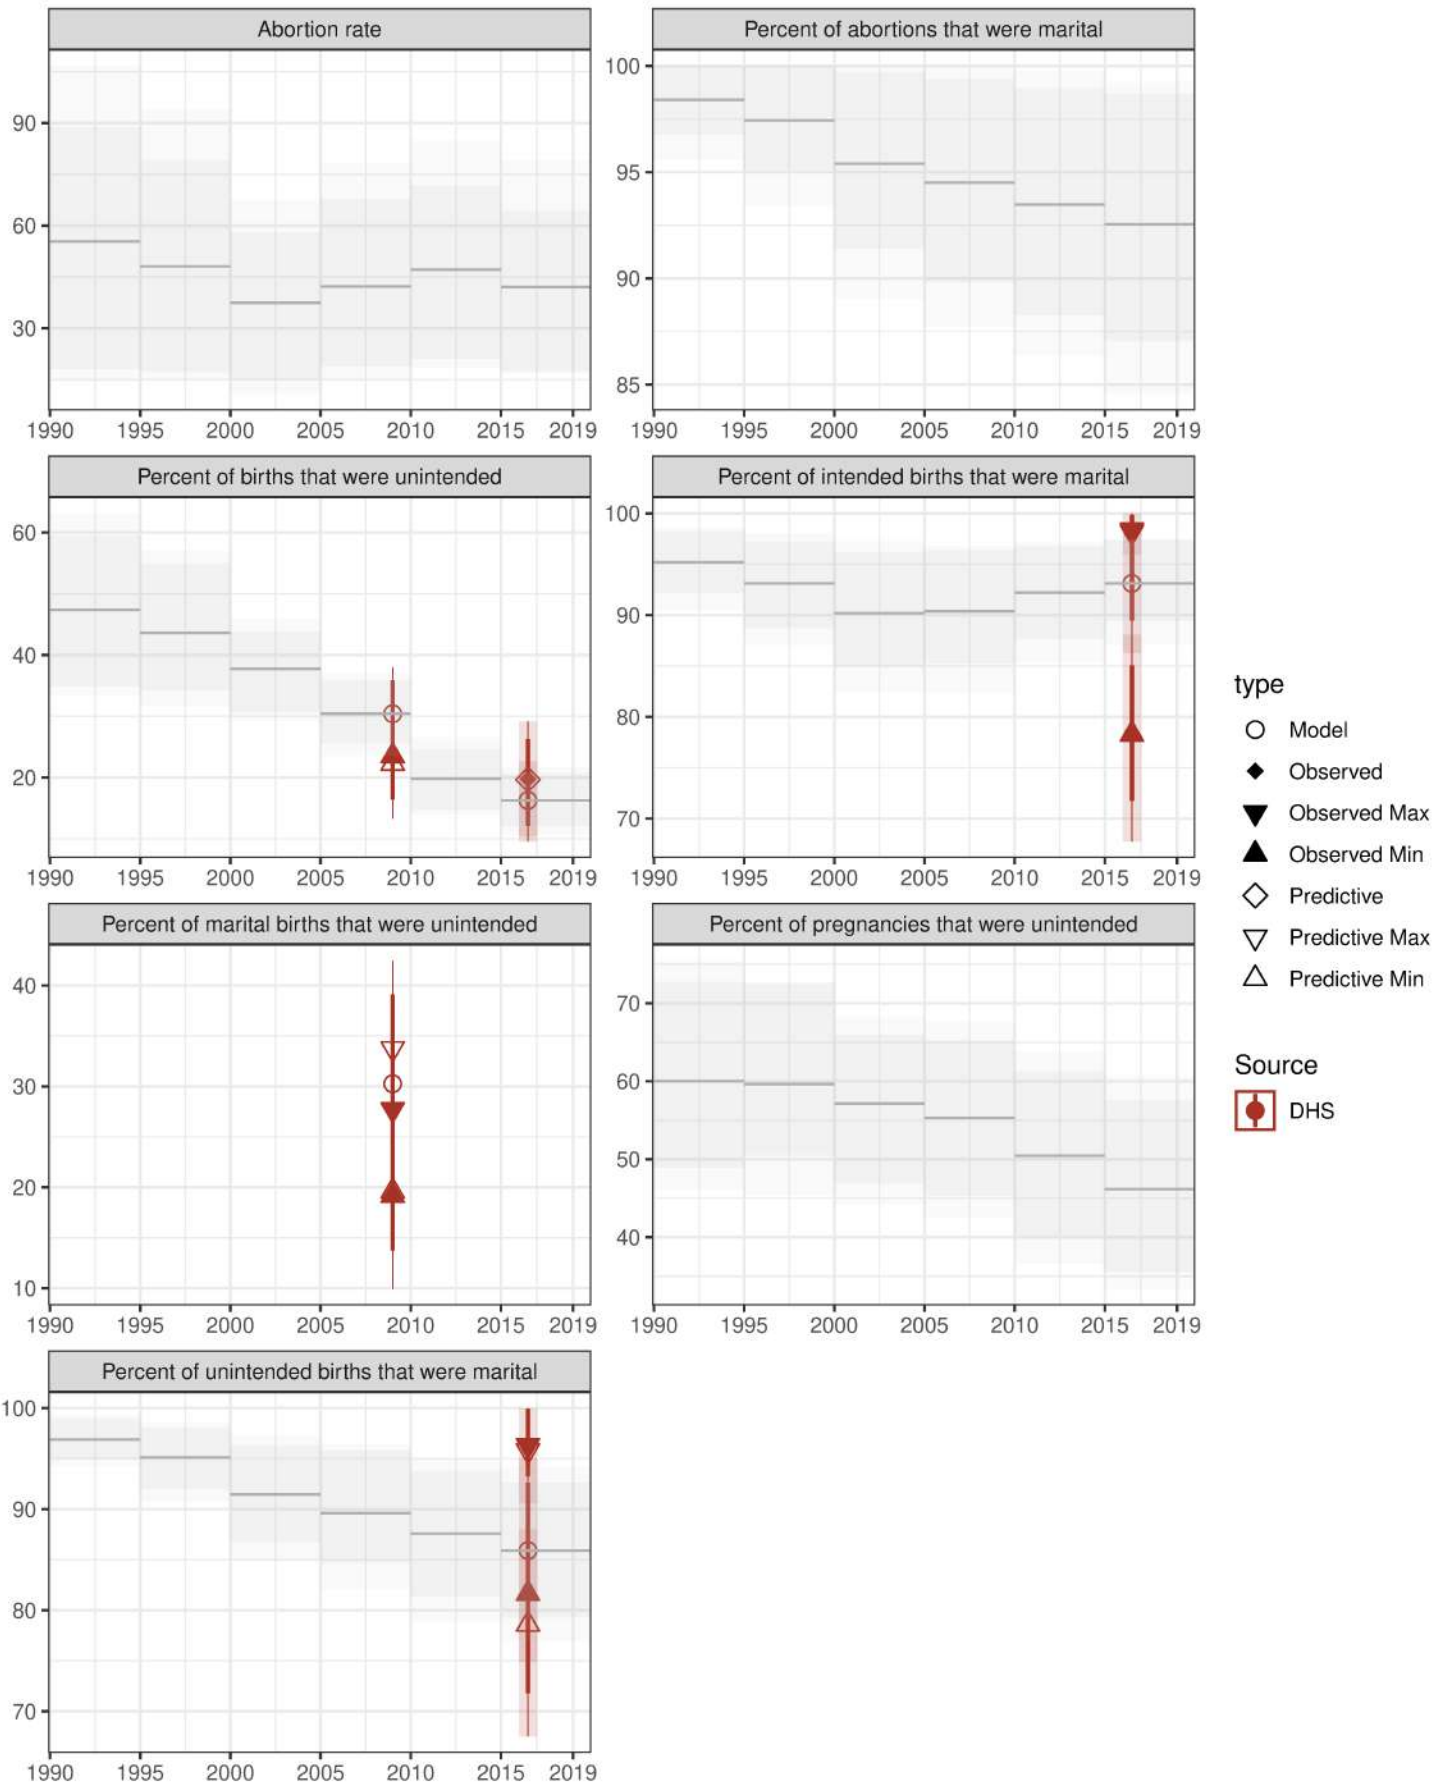 Abortion rate
Percent of abortions that were marital
90
60
30
100
95
90
85
1990 1995 2000 2005 2010 2015 2019
1990 1995 2000 2005 2010 2015 2019
Percent of births that were unintended
Percent of intended births that were marital
60
40
20
100
90
80
70
1990 1995 2000 2005 2010 2015 2019
1990 1995 2000 2005 2010 2015 2019
Percent of marital births that were unintended
Percent of pregnancies that were unintended
40
30
20
10
70
60
50
40
1990 1995 2000 2005 2010 2015 2019
1990 1995 2000 2005 2010 2015 2019
Percent of unintended births that were marital
100
90
80
70
1990 1995 2000 2005 2010 2015 2019
type
Model
Observed
Observed Max
Observed Min
Predictive
Predictive Max
Predictive Min
Source
DHS